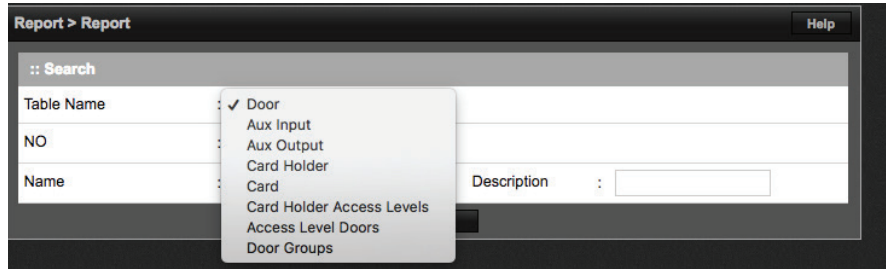 Report > Report Help
:: Search
Table Name : ✓ Door
Aux Input
NO : Aux Output
Card Holder
Name : Card Description :
Card Holder Access Levels
Access Level Doors
Door Groups